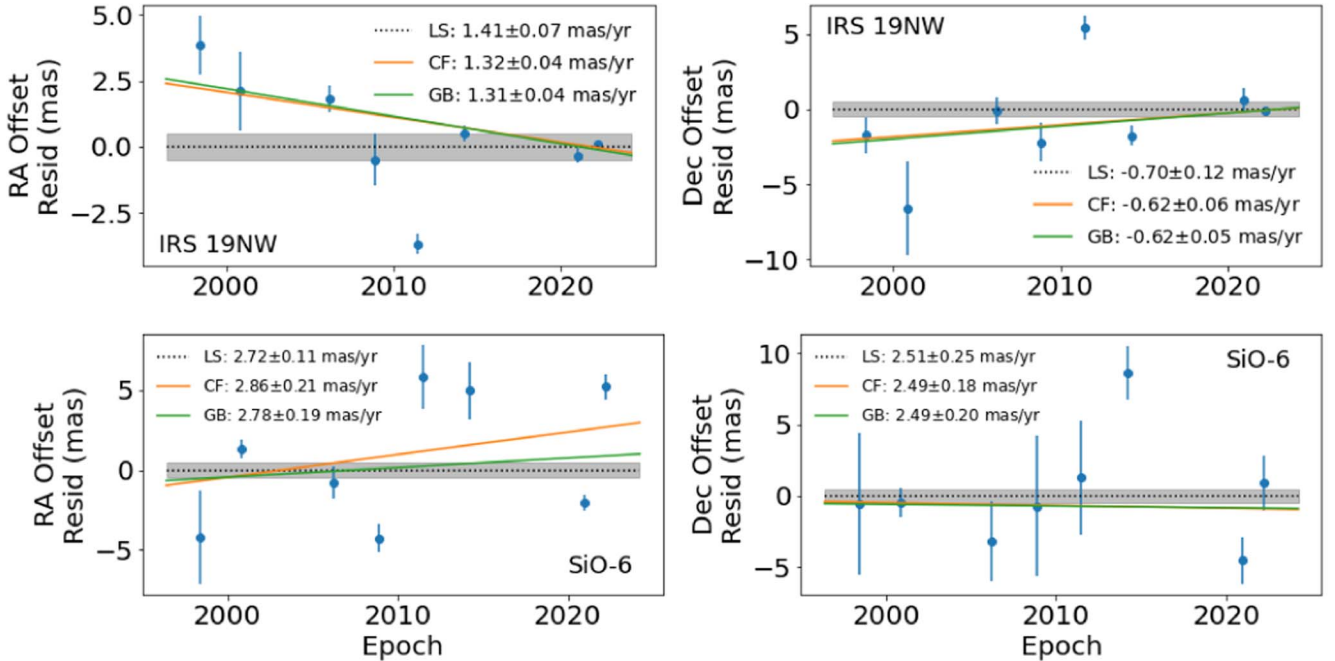 RA Offset
Resid (mas)
5.0
2.5
0.0
−2.5
LS: 1.41±0.07 mas/yr
CF: 1.32±0.04 mas/yr
GB: 1.31±0.04 mas/yr
IRS 19NW
2000
2010
2020
Dec Offset
Resid (mas)
5
0
−5
−10
IRS 19NW
LS: -0.70±0.12 mas/yr
CF: -0.62±0.06 mas/yr
GB: -0.62±0.05 mas/yr
2000
2010
2020
RA Offset
Resid (mas)
5
0
−5
LS: 2.72±0.11 mas/yr
CF: 2.86±0.21 mas/yr
GB: 2.78±0.19 mas/yr
SiO-6
2000
2010
2020
Epoch
Dec Offset
Resid (mas)
10
5
0
−5
LS: 2.51±0.25 mas/yr
CF: 2.49±0.18 mas/yr
GB: 2.49±0.20 mas/yr
SiO-6
2000
2010
2020
Epoch